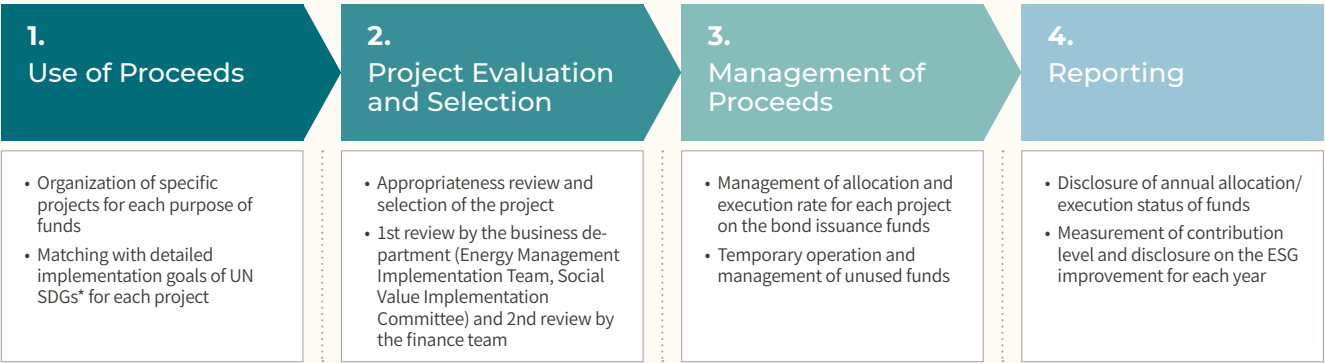 1.
Use of Proceeds
• Organization of specific
projects for each purpose of
funds
• Matching with detailed
implementation goals of UN
SDGs* for each project
2.
Project Evaluation
and Selection
• Appropriateness review and
selection of the project
• 1st review by the business de-
partment (Energy Management
Implementation Team, Social
Value Implementation
Committee) and 2nd review by
the finance team
3.
Management of
Proceeds
• Management of allocation and
execution rate for each project
on the bond issuance funds
• Temporary operation and
management of unused funds
4.
Reporting
• Disclosure of annual allocation/
execution status of funds
• Measurement of contribution
level and disclosure on the ESG
improvement for each year